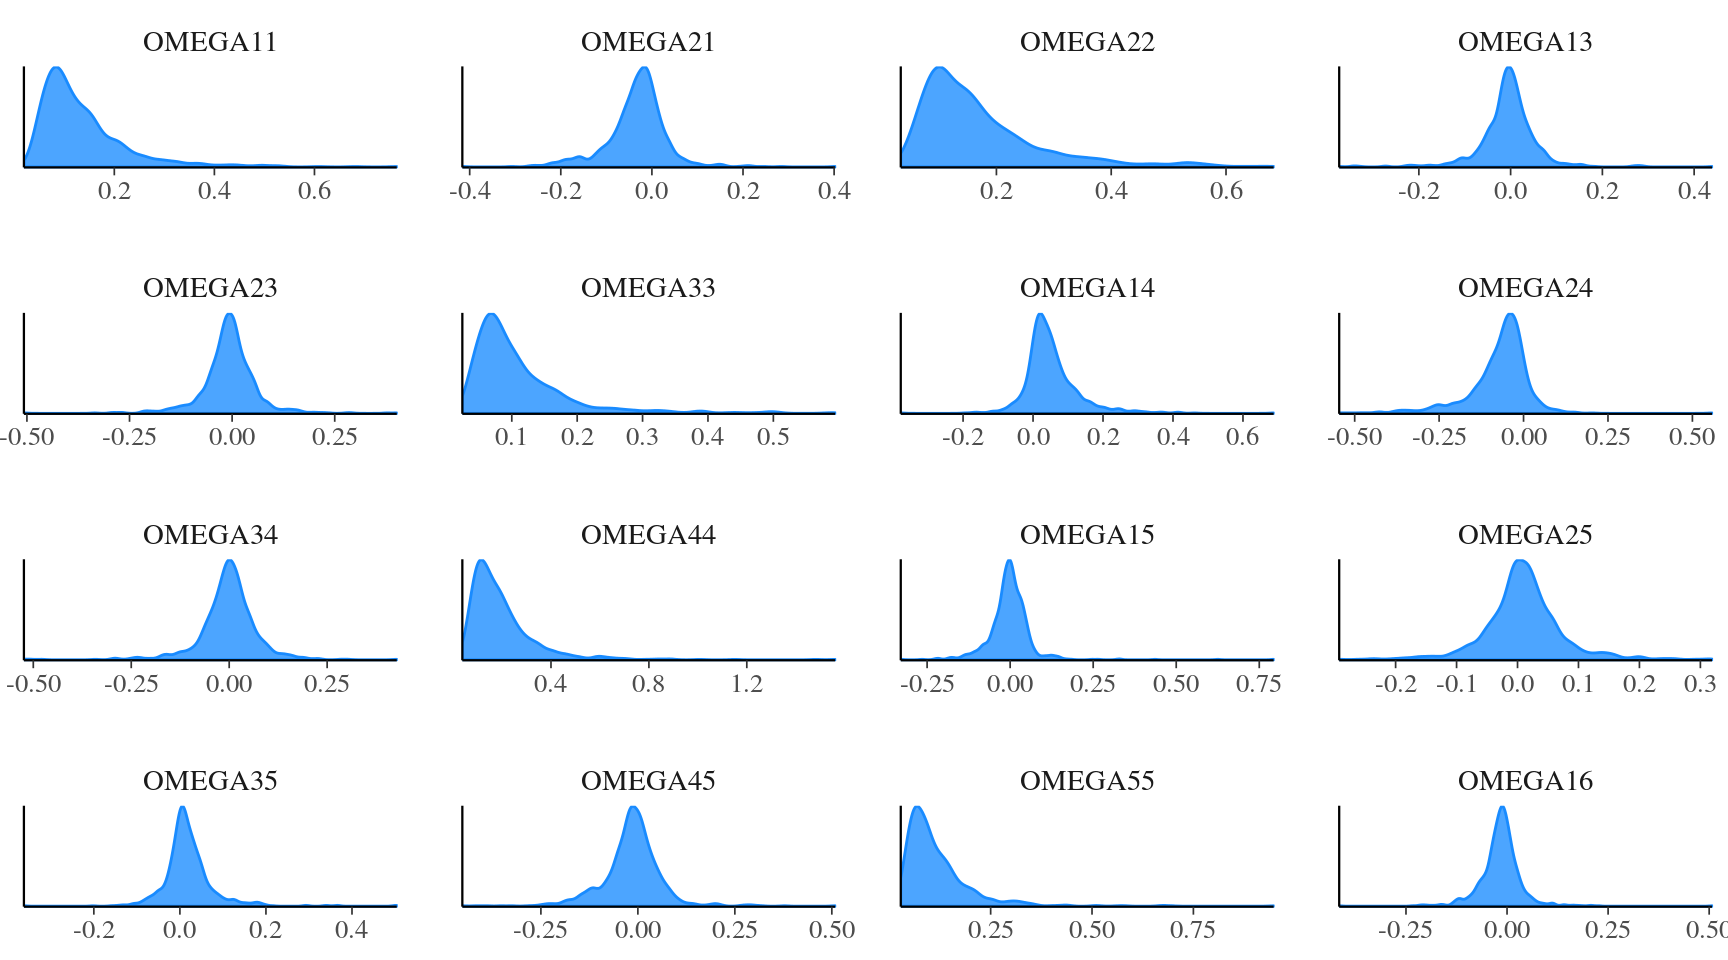 OMEGA11 OMEGA21 OMEGA22 OMEGA13
0.2 0.4 0.6 -0.4 -0.2 0.0 0.2 0.4 0.2 0.4 0.6 -0.2 0.0 0.2 0.4
OMEGA23 OMEGA33 OMEGA14 OMEGA24
-0.50 -0.25 0.00 0.25 0.1 0.2 0.3 0.4 0.5 -0.2 0.0 0.2 0.4 0.6 -0.50 -0.25 0.00 0.25 0.50
OMEGA34 OMEGA44 OMEGA15 OMEGA25
-0.50 -0.25 0.00 0.25 0.4 0.8 1.2 -0.25 0.00 0.25 0.50 0.75 -0.2 -0.1 0.0 0.1 0.2 0.3
OMEGA35 OMEGA45 OMEGA55 OMEGA16
-0.2 0.0 0.2 0.4 -0.25 0.00 0.25 0.50 0.25 0.50 0.75 -0.25 0.00 0.25 0.50